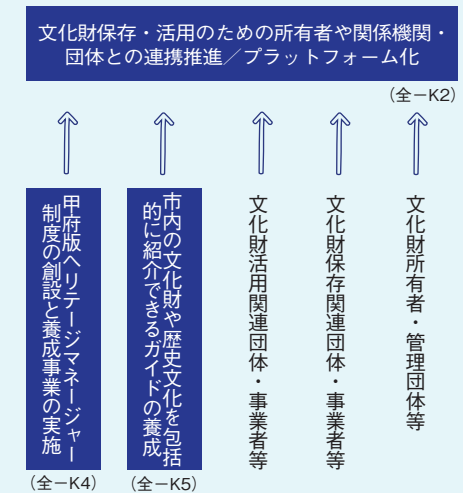 文化財保存・活用のための所有者や関係機関・
団体との連携推進／プラットフォーム化
(全－K2)
甲府版ヘリテージマネージャー
制度の創設と養成事業の実施
(全－K4)
市内の文化財や歴史文化を包括
的に紹介できるガイドの養成
(全－K5)
文化財活用関連団体・事業者等
文化財保存関連団体・事業者等
文化財所有者・管理団体等